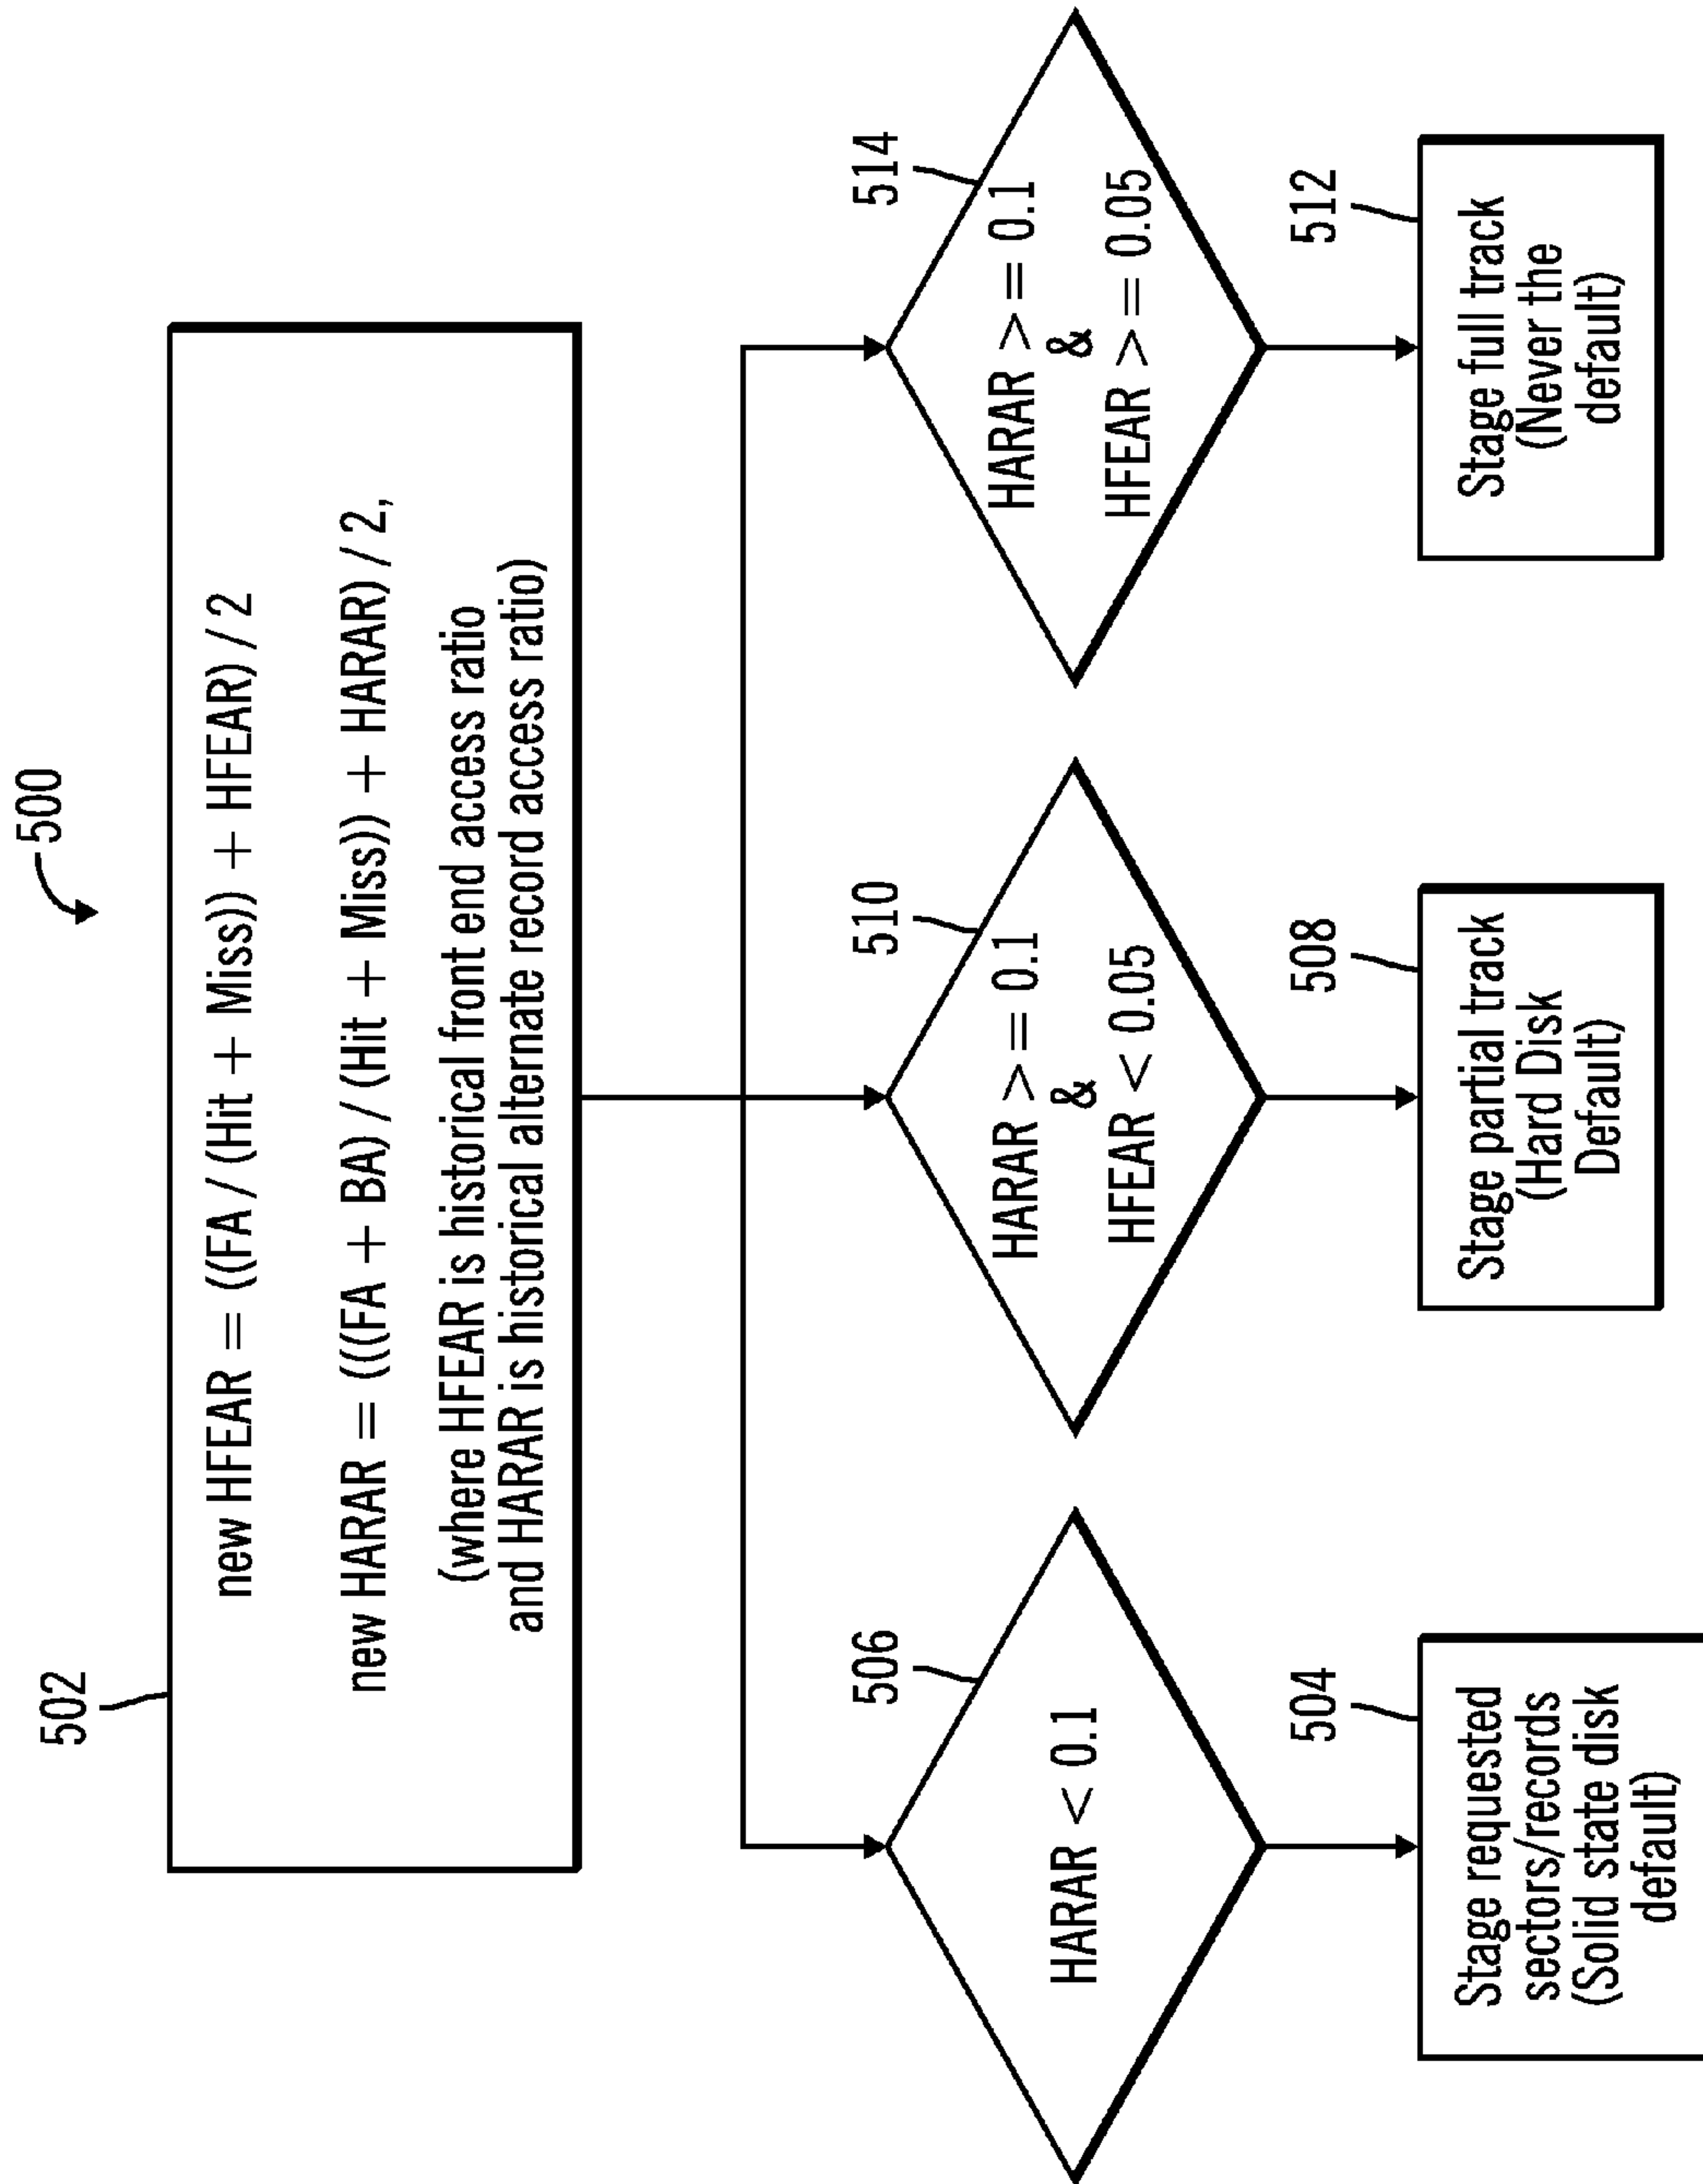 500
502
new HFEAR = ((FA / (Hit + Miss)) + HFEAR) / 2
new HARAR = (((FA + BA) / (Hit + Miss)) + HARAR) / 2,
(where HFEAR is historical front end access ratio
and HARAR is historical alternate record access ratio)
506
HARAR < 0.1
510
HARAR >= 0.1
&
HFEAR < 0.05
514
HARAR >= 0.1
&
HFEAR >= 0.05
504
Stage requested
sectors/records
(Solid state disk
default)
508
Stage partial track
(Hard Disk
Default)
512
Stage full track
(Never the
default)